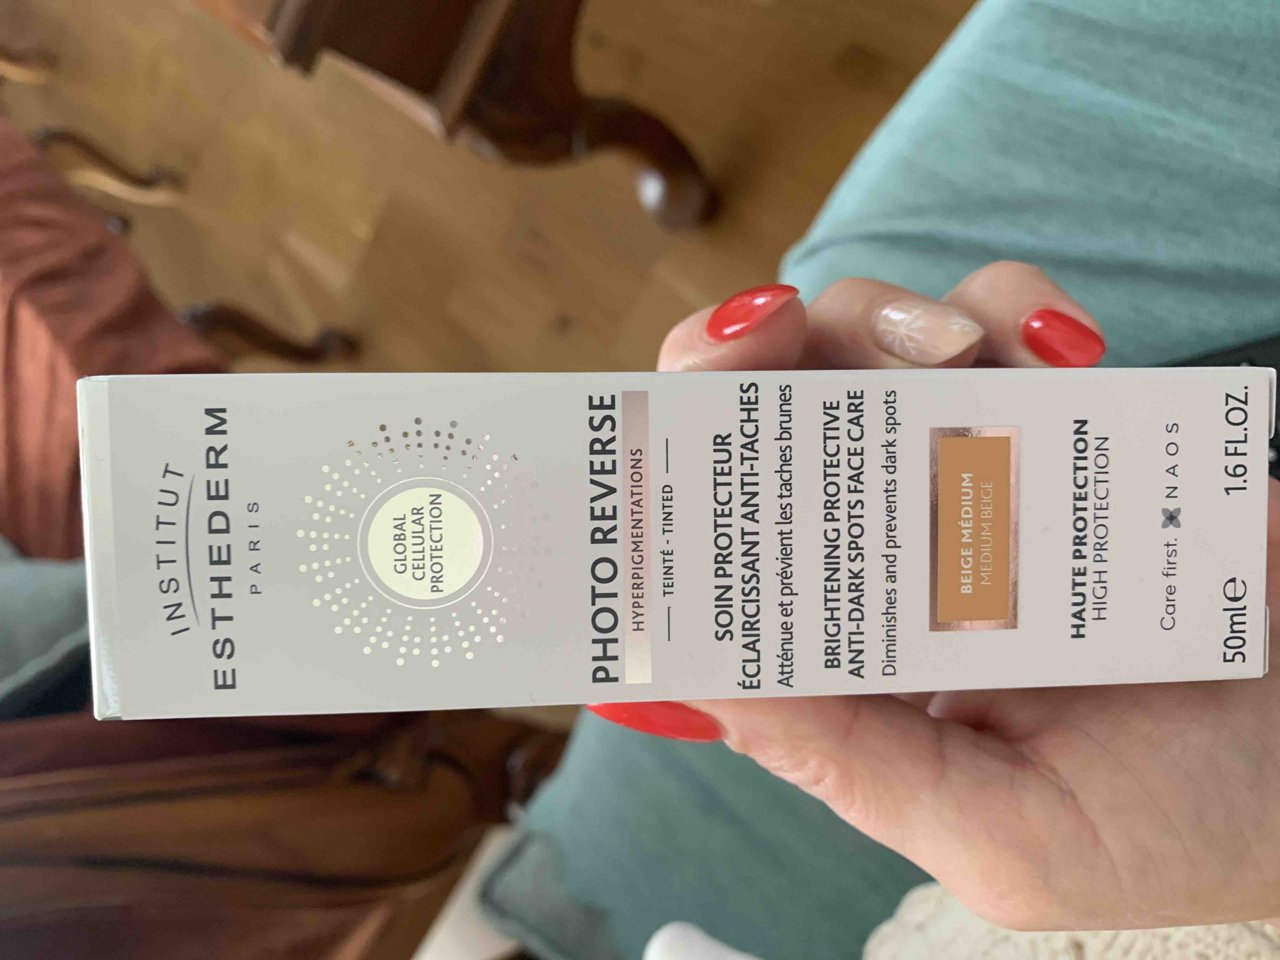 INSTITUT
ESTHEDERM
PARIS
GLOBAL
CELLULAR
PROTECTION
PHOTO REVERSE
HYPERPIGMENTATIONS
TEINTÉ - TINTED
SOIN PROTECTEUR
ÉCLAIRCISSANT ANTI-TACHES
Atténue et prévient les taches brunes
BRIGHTENING PROTECTIVE
ANTI-DARK SPOTS FACE CARE
Diminishes and prevents dark spots
BEIGE MÉDIUM
MEDIUM BEIGE
HAUTE PROTECTION
HIGH PROTECTION
Care first. NAOS
50ml℮ 1.6 FL.OZ.